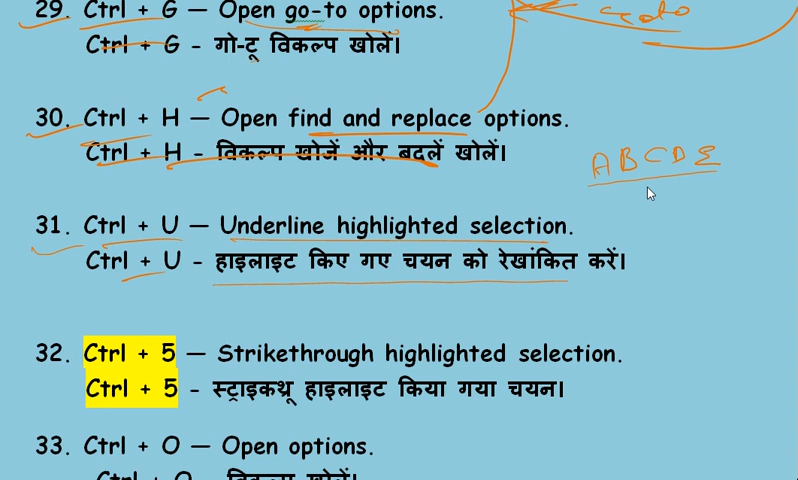 29. Ctrl + G — Open go-to options.
Ctrl + G - गो-टू विकल्प खोलें।
30. Ctrl + H — Open find and replace options.
Ctrl + H - विकल्प खोजें और बदलें खोलें।
A B C D E
31. Ctrl + U — Underline highlighted selection.
Ctrl + U - हाइलाइट किए गए चयन को रेखांकित करें।
32. Ctrl + 5 — Strikethrough highlighted selection.
Ctrl + 5 - स्ट्राइकथ्रू हाइलाइट किया गया चयन।
33. Ctrl + O — Open options.
Ctrl + O - विकल्प खोलें।